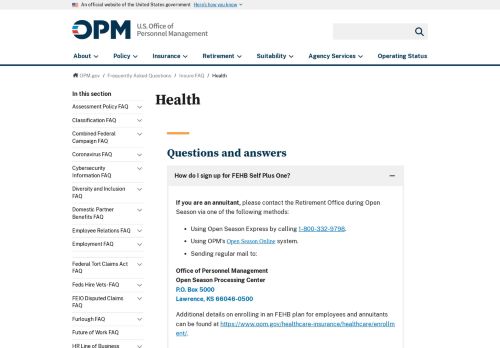 An official website of the United States government Here's how you know
OPM U.S. Office of
Personnel Management
About Policy Insurance Retirement Suitability Agency Services Operating Status
OPM.gov / Frequently Asked Questions / Insure FAQ / Health
In this section
Assessment Policy FAQ
Classification FAQ
Combined Federal
Campaign FAQ
Coronavirus FAQ
Cybersecurity
Information FAQ
Diversity and Inclusion
FAQ
Domestic Partner
Benefits FAQ
Employee Relations FAQ
Employment FAQ
Federal Tort Claims Act
FAQ
Feds Hire Vets- FAQ
FEIO Disputed Claims
FAQ
Furlough FAQ
Future of Work FAQ
HR Line of Business
Health
Questions and answers
How do I sign up for FEHB Self Plus One?
If you are an annuitant, please contact the Retirement Office during Open
Season via one of the following methods:
• Using Open Season Express by calling 1-800-332-9798.
• Using OPM's Open Season Online system.
• Sending regular mail to:
Office of Personnel Management
Open Season Processing Center
P.O. Box 5000
Lawrence, KS 66046-0500
Additional details on enrolling in an FEHB plan for employees and annuitants
can be found at https://www.opm.gov/healthcare-insurance/healthcare/enrollm
ent/.